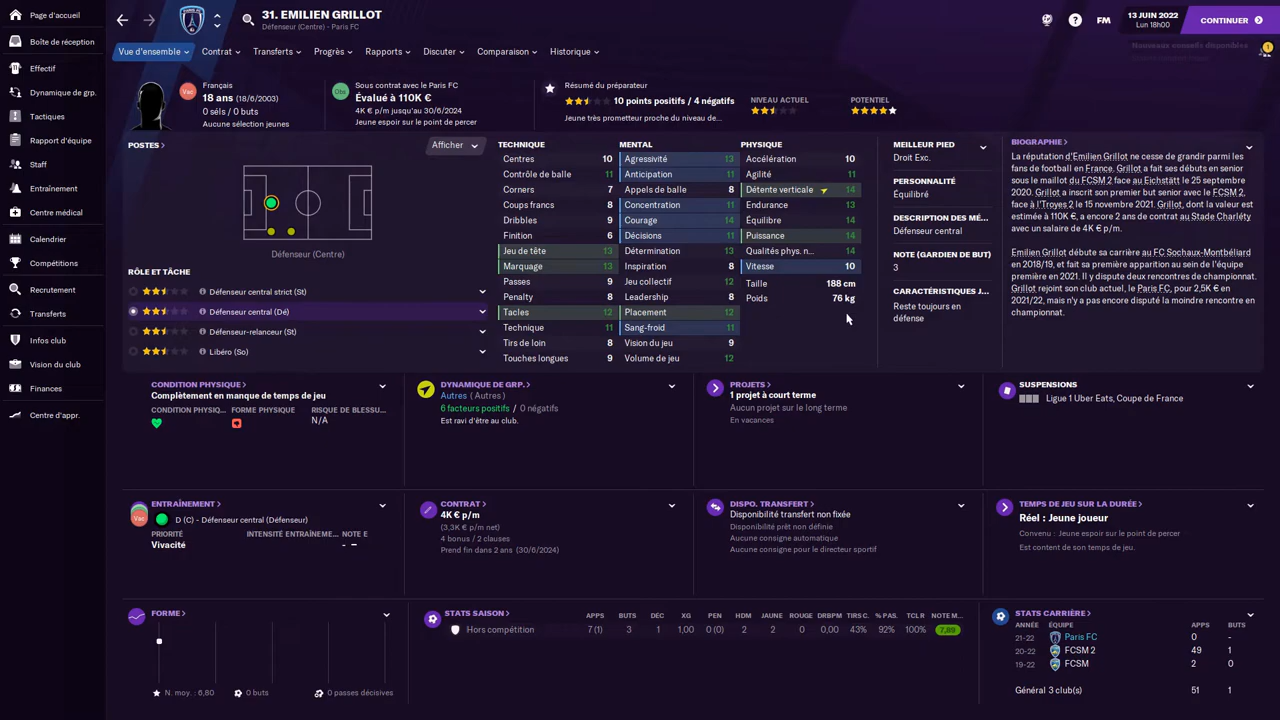 Page d'accueil
Boîte de réception
Effectif
Dynamique de grp.
Tactiques
Rapport d'équipe
Staff
Entraînement
Centre médical
Calendrier
Compétitions
Recrutement
Transferts
Infos club
Vision du club
Finances
Centre d'appr.
PARIS FC
31. EMILIEN GRILLOT
Défenseur (Centre) - Paris FC
FM
13 JUIN 2022
Lun 18h00
CONTINUER
Nouveaux conseils disponibles
1
Vue d'ensemble
Contrat
Transferts
Progrès
Rapports
Discuter
Comparaison
Historique
Vac
Français
18 ans (18/6/2003)
0 séls / 0 buts
Aucune sélection jeunes
Obs
Sous contrat avec le Paris FC
Évalué à 110K €
4K € p/m jusqu'au 30/6/2024
Jeune espoir sur le point de percer
Résumé du préparateur
10 points positifs / 4 négatifs
Jeune très prometteur proche du niveau de...
NIVEAU ACTUEL
POTENTIEL
POSTES
Afficher
Défenseur (Centre)
RÔLE ET TÂCHE
Défenseur central strict (St)
Défenseur central (Dé)
Défenseur-relanceur (St)
Libéro (So)
TECHNIQUE
Centres 10
Contrôle de balle 11
Corners 7
Coups francs 8
Dribbles 9
Finition 6
Jeu de tête 13
Marquage 13
Passes 9
Penalty 8
Tacles 12
Technique 11
Tirs de loin 8
Touches longues 9
MENTAL
Agressivité 13
Anticipation 11
Appels de balle 8
Concentration 11
Courage 14
Décisions 11
Détermination 13
Inspiration 8
Jeu collectif 12
Leadership 8
Placement 12
Sang-froid 11
Vision du jeu 9
Volume de jeu 12
PHYSIQUE
Accélération 10
Agilité 11
Détente verticale 14
Endurance 13
Équilibre 14
Puissance 14
Qualités phys. n... 14
Vitesse 10
Taille 188 cm
Poids 76 kg
MEILLEUR PIED
Droit Exc.
PERSONNALITÉ
Équilibré
DESCRIPTION DES MÉ...
Défenseur central
NOTE (GARDIEN DE BUT)
3
CARACTÉRISTIQUES J...
Reste toujours en
défense
BIOGRAPHIE
La réputation d'Emilien Grillot ne cesse de grandir parmi les
fans de football en France. Grillot a fait ses débuts en senior
sous le maillot du FCSM 2 face au Eichstätt le 25 septembre
2020. Grillot a inscrit son premier but senior avec le FCSM 2,
face à l'Troyes 2 le 15 novembre 2021. Grillot, dont la valeur est
estimée à 110K €, a encore 2 ans de contrat au Stade Charléty
avec un salaire de 4K € p/m.
Emilien Grillot débute sa carrière au FC Sochaux-Montbéliard
en 2018/19, et fait sa première apparition au sein de l'équipe
première en 2021. Il y dispute deux rencontres de championnat.
Grillot rejoint son club actuel, le Paris FC, pour 2,5K € en
2021/22, mais n'y a pas encore disputé la moindre rencontre en
championnat.
CONDITION PHYSIQUE
Complètement en manque de temps de jeu
CONDITION PHYSIQ... FORME PHYSIQUE RISQUE DE BLESSU...
N/A
DYNAMIQUE DE GRP.
Autres ( Autres )
6 facteurs positifs / 0 négatifs
Est ravi d'être au club.
PROJETS
1 projet à court terme
Aucun projet sur le long terme
En vacances
SUSPENSIONS
Ligue 1 Uber Eats, Coupe de France
ENTRAÎNEMENT
Vac
D (C) - Défenseur central (Défenseur)
PRIORITÉ INTENSITÉ ENTRAÎNEME... NOTE E
Vivacité - -
CONTRAT
4K € p/m
(3,3K € p/m net)
4 bonus / 2 clauses
Prend fin dans 2 ans (30/6/2024)
DISPO. TRANSFERT
Disponibilité transfert non fixée
Disponibilité prêt non définie
Aucune consigne automatique
Aucune consigne pour le directeur sportif
TEMPS DE JEU SUR LA DURÉE
Réel : Jeune joueur
Convenu : Jeune espoir sur le point de percer
Est content de son temps de jeu.
FORME
N. moy. : 6,80 0 buts 0 passes décisives
STATS SAISON APPS BUTS DÉC XG PEN HDM JAUNE ROUGE DRBPM TIRS C... % PAS. TCL R NOTE M...
Hors compétition 7 (1) 3 1 1,00 0 (0) 2 2 0 0,00 43% 92% 100% 7,89
STATS CARRIÈRE
ANNÉE ÉQUIPE APPS BUTS
21-22 Paris FC 0 -
20-22 FCSM 2 49 1
19-22 FCSM 2 0
Général 3 club(s) 51 1